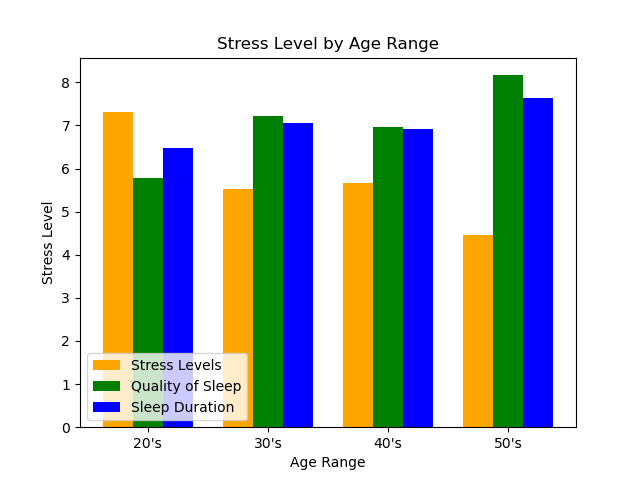 Stress Level by Age Range
Stress Level
8
7
6
5
4
3
2
1
0
Stress Levels
Quality of Sleep
Sleep Duration
20's 30's 40's 50's
Age Range